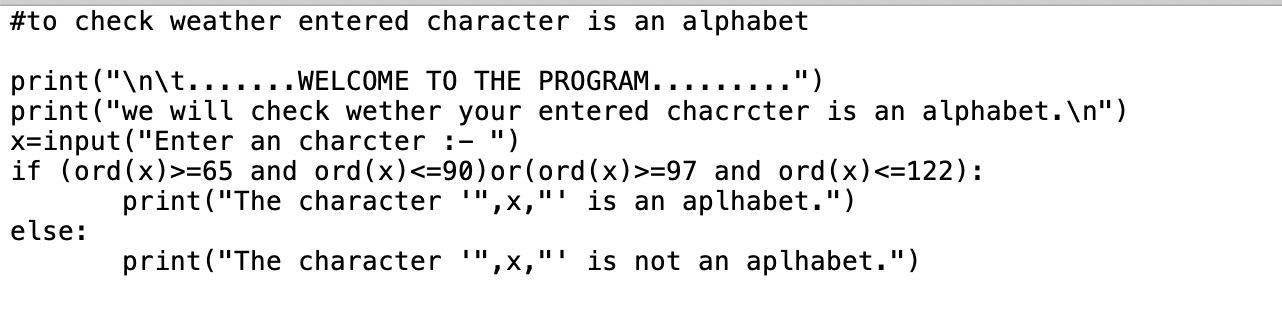 #to check weather entered character is an alphabet
print("\n\t.......WELCOME TO THE PROGRAM.........")
print("we will check wether your entered chacrcter is an alphabet.\n")
x=input("Enter an charcter :- ")
if (ord(x)>=65 and ord(x)<=90)or(ord(x)>=97 and ord(x)<=122):
       print("The character '",x,"' is an aplhabet.")
else:
       print("The character '",x,"' is not an aplhabet.")